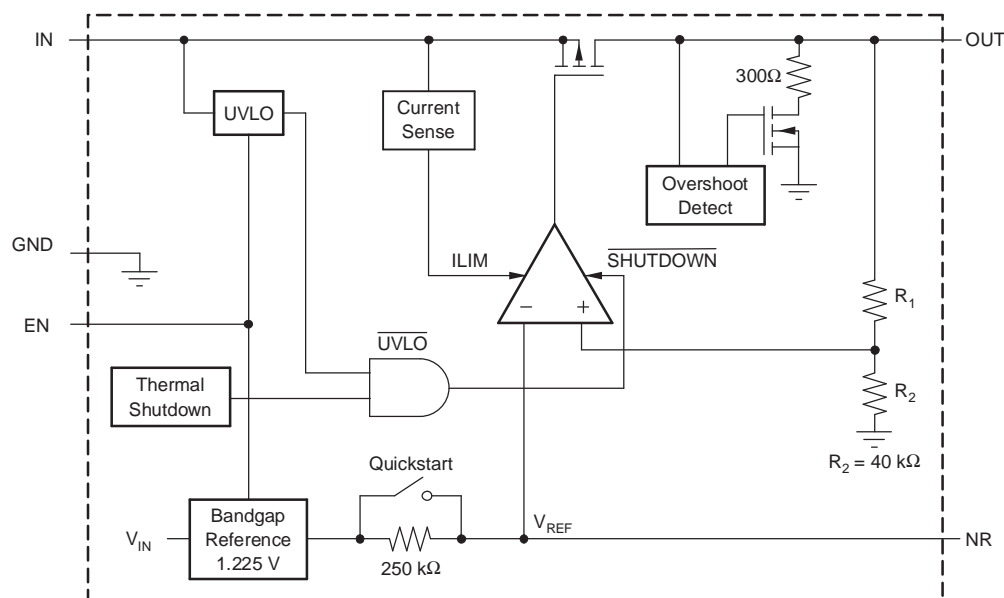 IN
OUT
300Ω
UVLO
Current
Sense
Overshoot
Detect
GND
ILIM
SHUTDOWN
− +
R1
EN
UVLO
Thermal
Shutdown
R2
R2 = 40 kΩ
Quickstart
Bandgap
Reference
1.225 V
VIN
VREF
NR
250 kΩ